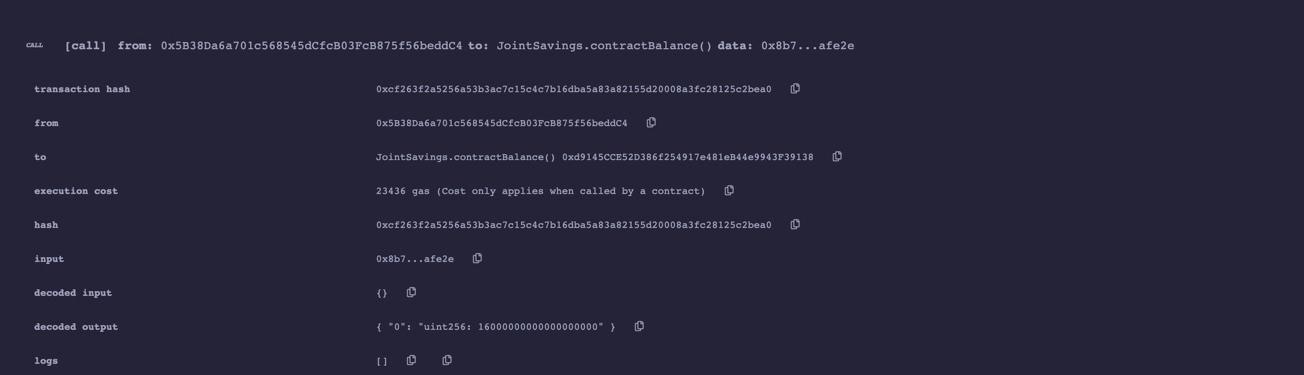 CALL [call] from: 0x5B38Da6a701c568545dCfcB03FcB875f56beddC4 to: JointSavings.contractBalance() data: 0x8b7...afe2e
transaction hash 0xcf263f2a5256a53b3ac7c15c4c7b16dba5a83a82155d20008a3fc28125c2bea0
from 0x5B38Da6a701c568545dCfcB03FcB875f56beddC4
to JointSavings.contractBalance() 0xd9145CCE52D386f254917e481eB44e9943F39138
execution cost 23436 gas (Cost only applies when called by a contract)
hash 0xcf263f2a5256a53b3ac7c15c4c7b16dba5a83a82155d20008a3fc28125c2bea0
input 0x8b7...afe2e
decoded input {}
decoded output { "0": "uint256: 16000000000000000000" }
logs []